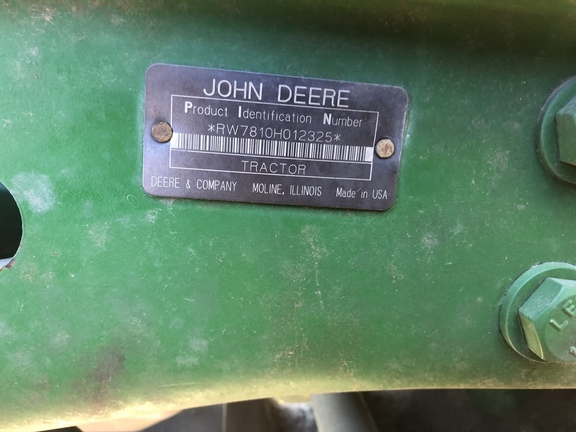 JOHN DEERE
Product Identification Number
*RW7810H012325*
TRACTOR
DEERE & COMPANY MOLINE, ILLINOIS Made in USA